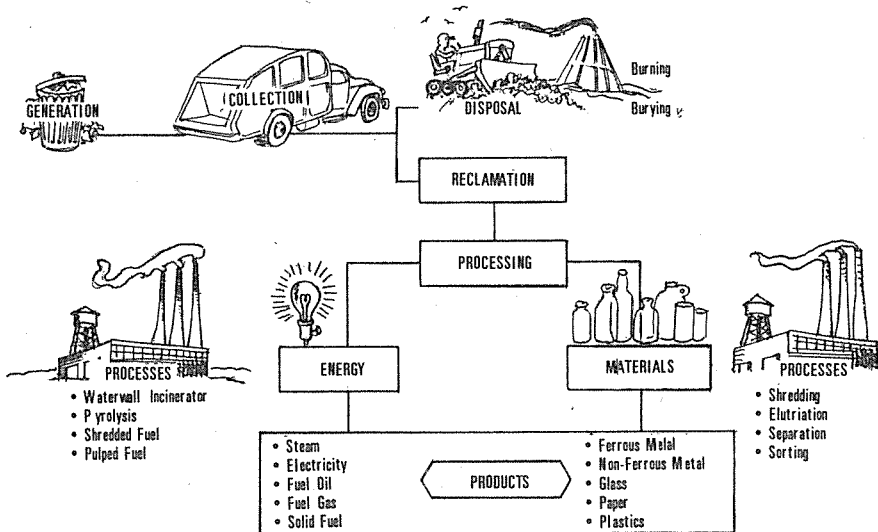 GENERATION
COLLECTION
DISPOSAL
Burning
Burying
RECLAMATION
PROCESSING
PROCESSES
• Waterwall Incinerator
• Pyrolysis
• Shredded Fuel
• Pulped Fuel
ENERGY
MATERIALS
PROCESSES
• Shredding
• Elutriation
• Separation
• Sorting
• Steam
• Electricity
• Fuel Oil
• Fuel Gas
• Solid Fuel
PRODUCTS
• Ferrous Melal
• Non-Ferrous Metal
• Glass
• Paper
• Plastics